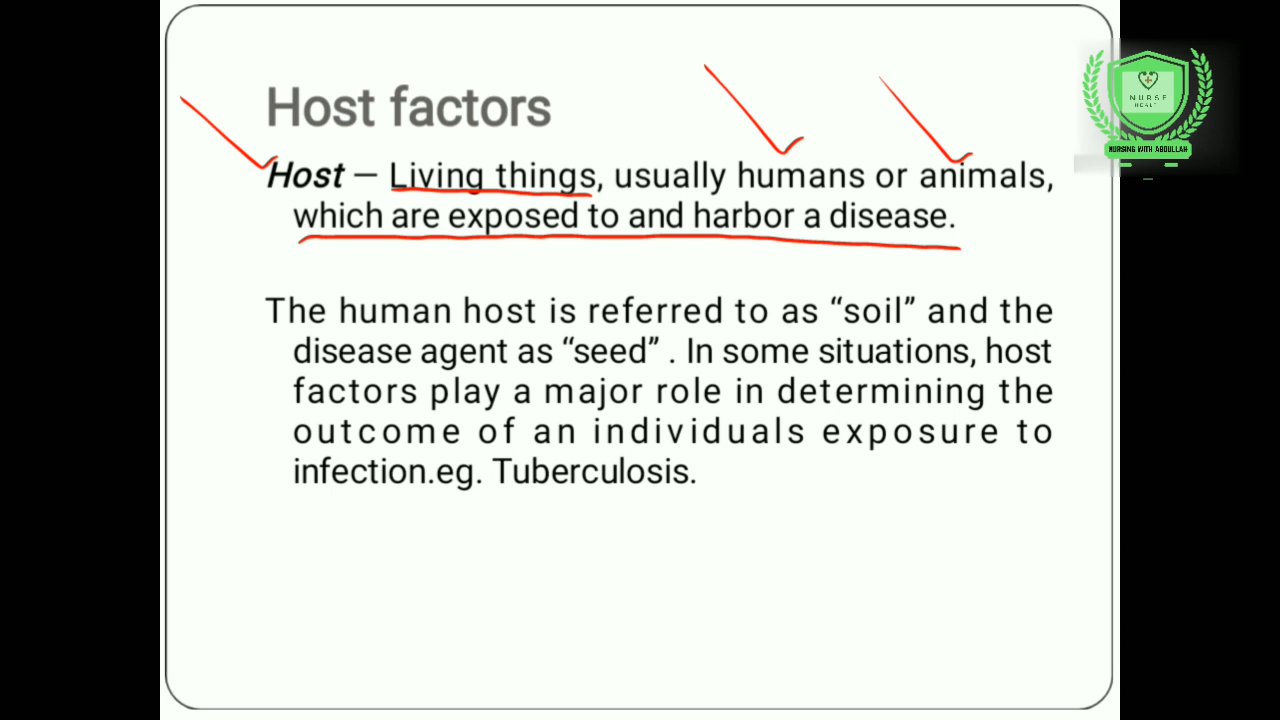 Host factors
Host – Living things, usually humans or animals,
which are exposed to and harbor a disease.
The human host is referred to as “soil” and the
disease agent as “seed” . In some situations, host
factors play a major role in determining the
outcome of an individuals exposure to
infection.eg. Tuberculosis.
NURSE
NURSING WITH ABDULLAH